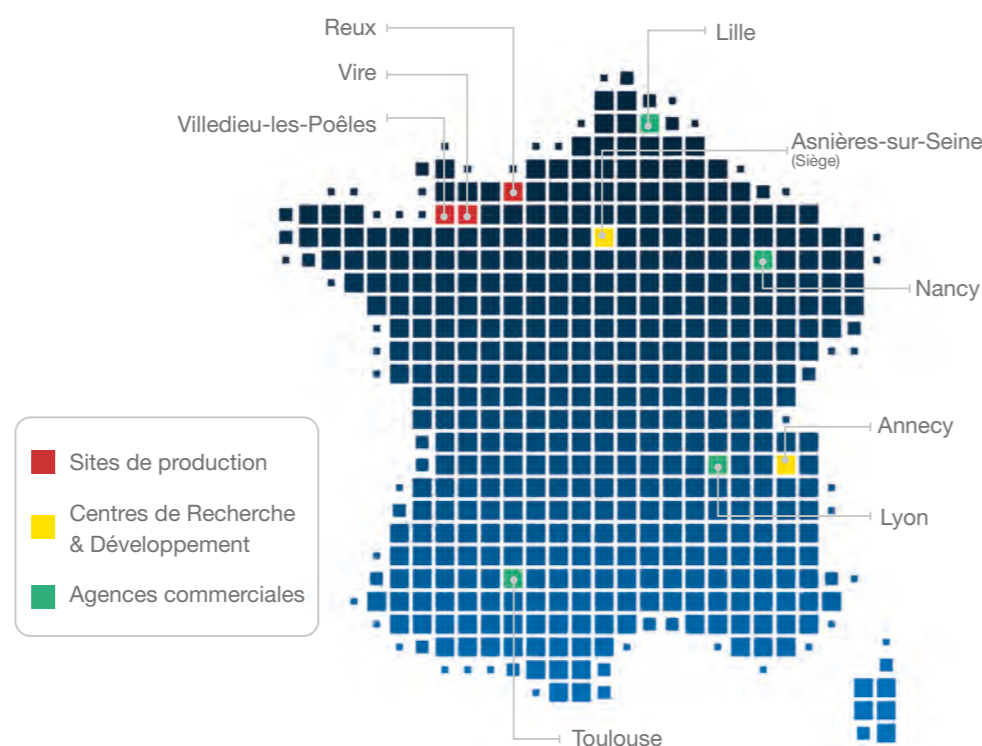 Reux
Lille
Vire
Villedieu-les-Poêles
Asnières-sur-Seine
(Siège)
Nancy
Annecy
Sites de production
Centres de Recherche
& Développement
Lyon
Agences commerciales
Toulouse